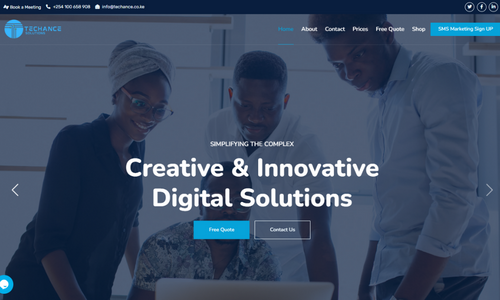 Book a Meeting +254 100 658 908 info@techance.co.ke
TECHANCE
SOLUTIONS
Home About Contact Prices Free Quote Shop SMS Marketing Sign UP
SIMPLIFYING THE COMPLEX
Creative & Innovative
Digital Solutions
Free Quote Contact Us